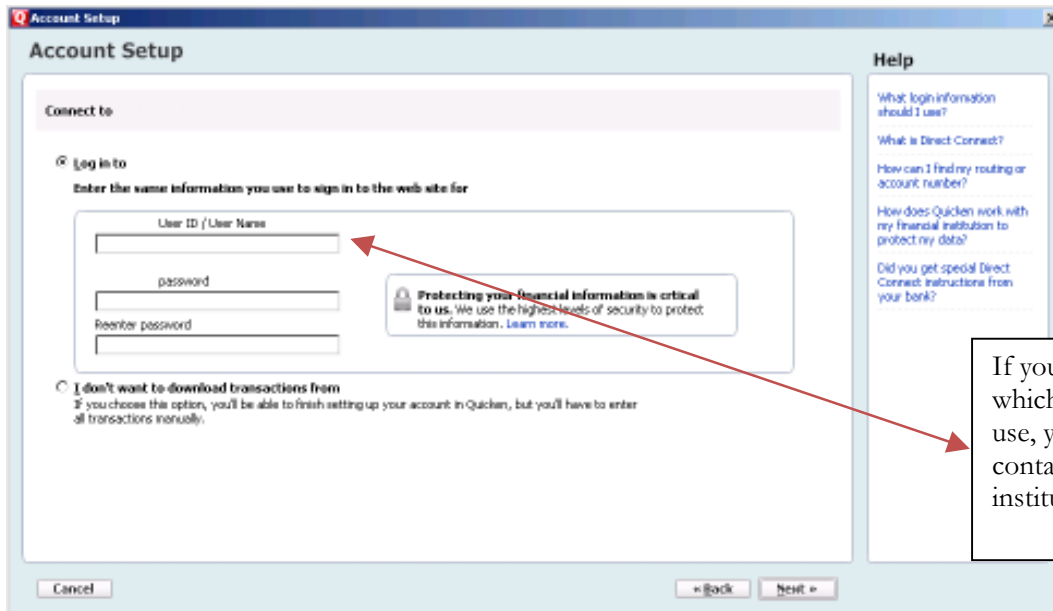 Account Setup
Account Setup
Connect to
Log in to
Enter the same information you use to sign in to the web site for
User ID / User Name
password
Reenter password
Protecting your financial information is crtical
to us. We use the highest levels of security to protect
this information. Learn more.
I don't want to download transactions from
If you choose this option, you'll be able to finish setting up your account in Quicken, but you'll have to enter
all transactions manually.
Cancel
« Back
Next »
Help
What login information
should I use?
What is Direct Connect?
How can I find my routing or
account number?
How does Quicken work with
my financial institution to
protect my data?
Did you get special Direct
Connect instructions from
your bank?
If you
which
use, y
conta
institu